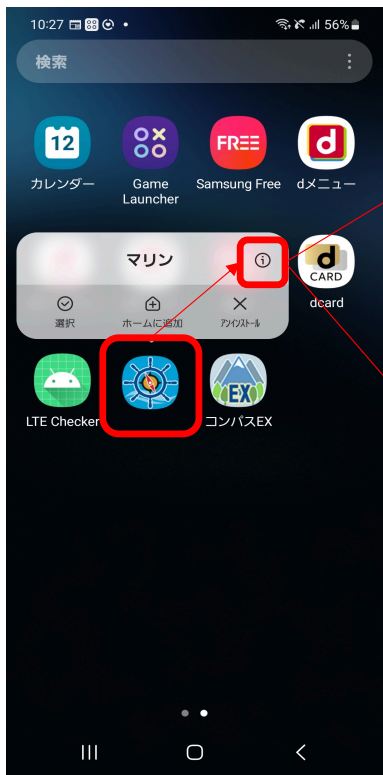 10:27
56%
検索
12
FREE
d
カレンダー
Game
Launcher
Samsung Free
dメニュー
マリン
d
CARD
選択
ホームに追加
アンインストール
dcard
EX
LTE Checker
コンパスEX